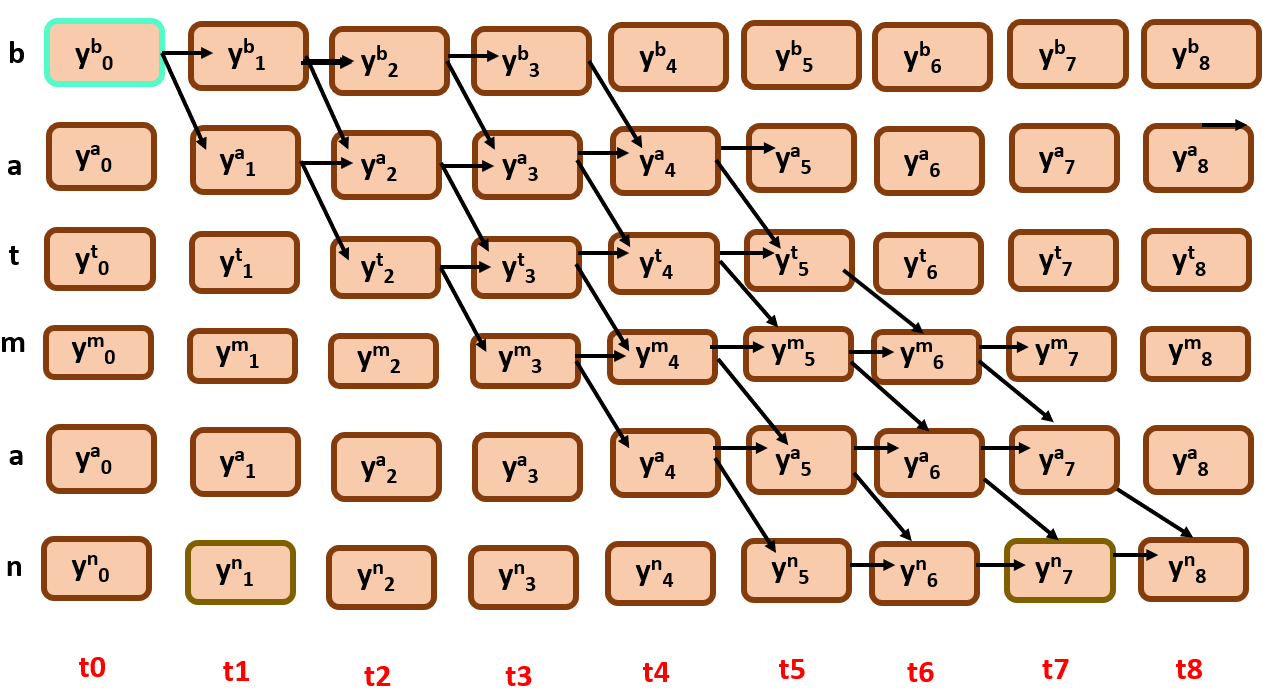 b y^b_0 y^b_1 y^b_2 y^b_3 y^b_4 y^b_5 y^b_6 y^b_7 y^b_8
a y^a_0 y^a_1 y^a_2 y^a_3 y^a_4 y^a_5 y^a_6 y^a_7 y^a_8
t y^t_0 y^t_1 y^t_2 y^t_3 y^t_4 y^t_5 y^t_6 y^t_7 y^t_8
m y^m_0 y^m_1 y^m_2 y^m_3 y^m_4 y^m_5 y^m_6 y^m_7 y^m_8
a y^a_0 y^a_1 y^a_2 y^a_3 y^a_4 y^a_5 y^a_6 y^a_7 y^a_8
n y^n_0 y^n_1 y^n_2 y^n_3 y^n_4 y^n_5 y^n_6 y^n_7 y^n_8
t0 t1 t2 t3 t4 t5 t6 t7 t8